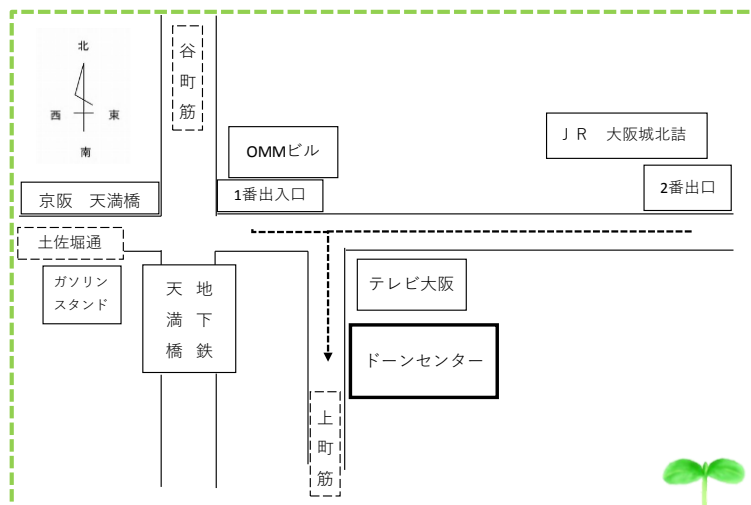 北
西 東
南
谷町筋
OMMビル
ＪＲ 大阪城北詰
京阪 天満橋
1番出入口
2番出口
土佐堀通
ガソリン
スタンド
地下鉄
天満橋
テレビ大阪
ドーンセンター
上町筋